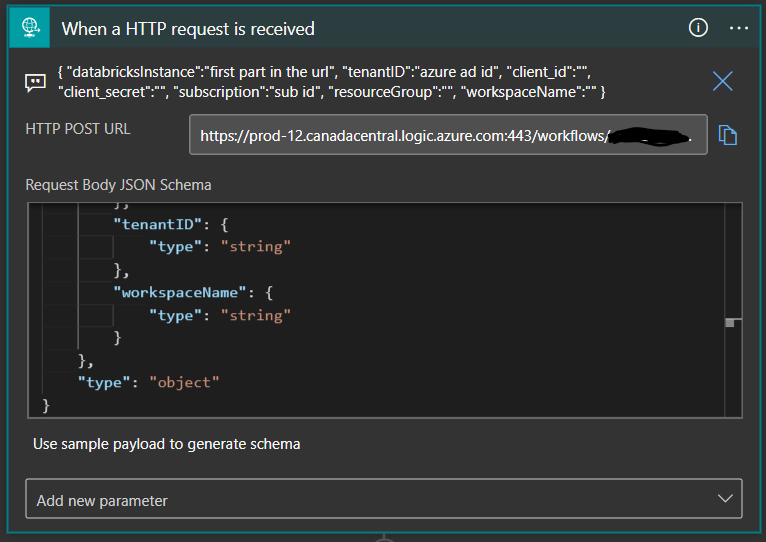 When a HTTP request is received
{ "databricksInstance":"first part in the url", "tenantID":"azure ad id", "client_id":"",
"client_secret":"", "subscription":"sub id", "resourceGroup":"", "workspaceName":"" }
HTTP POST URL
https://prod-12.canadacentral.logic.azure.com:443/workflows/
Request Body JSON Schema
},
"tenantID": {
"type": "string"
},
"workspaceName": {
"type": "string"
}
},
"type": "object"
}
Use sample payload to generate schema
Add new parameter